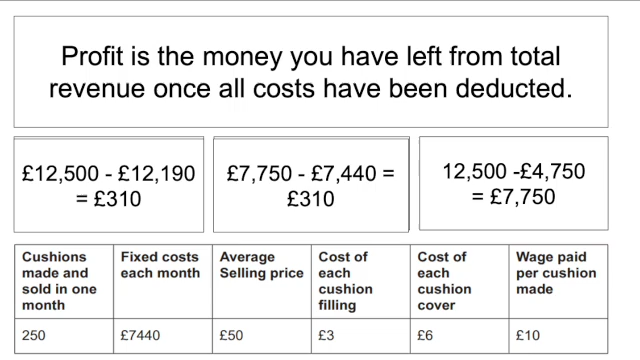 Profit is the money you have left from total
revenue once all costs have been deducted.
£12,500 - £12,190
= £310
£7,750 - £7,440 =
£310
12,500 -£4,750
= £7,750
Cushions
made and
sold in one
month
Fixed costs
each month
Average
Selling price
Cost of
each
cushion
filling
Cost of
each
cushion
cover
Wage paid
per cushion
made
250
£7440
£50
£3
£6
£10